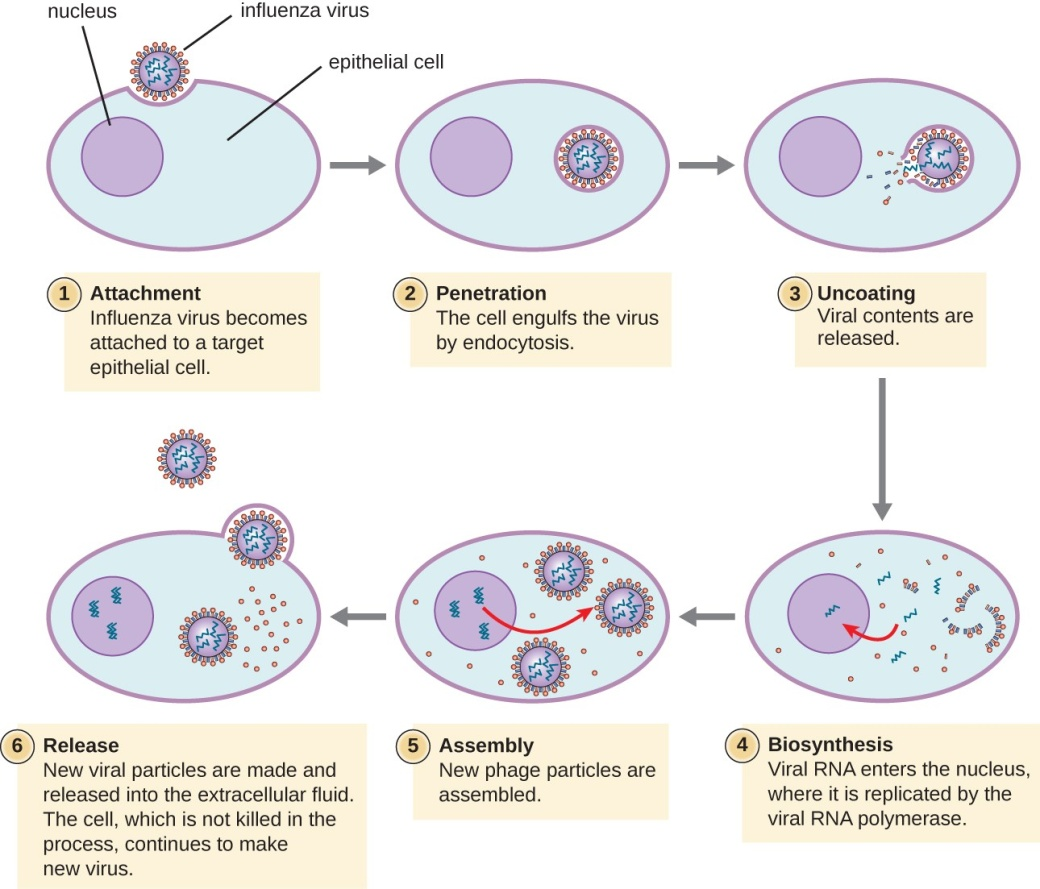 nucleus
influenza virus
epithelial cell
1 Attachment
Influenza virus becomes
attached to a target
epithelial cell.
2 Penetration
The cell engulfs the virus
by endocytosis.
3 Uncoating
Viral contents are
released.
4 Biosynthesis
Viral RNA enters the nucleus,
where it is replicated by the
viral RNA polymerase.
5 Assembly
New phage particles are
assembled.
6 Release
New viral particles are made and
released into the extracellular fluid.
The cell, which is not killed in the
process, continues to make
new virus.